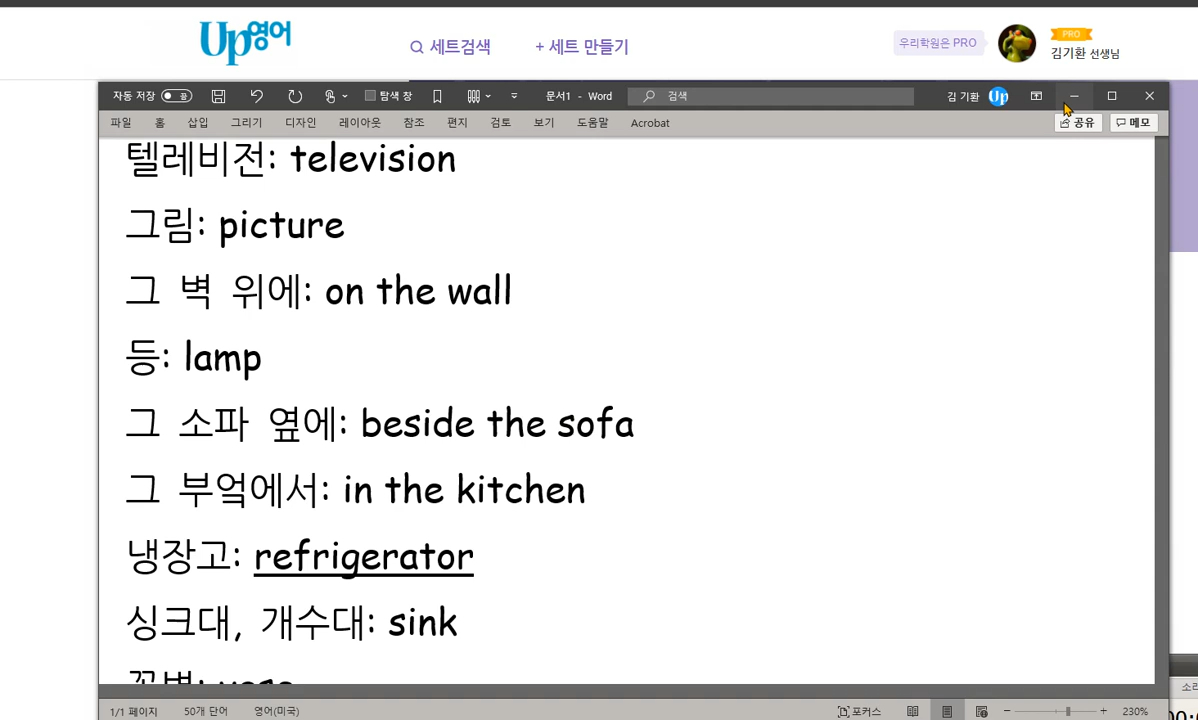 Up영어
세트검색
+ 세트 만들기
우리학원은 PRO
PRO
김기환 선생님
자동 저장 끔 탐색 창 문서1 - Word 검색 김 기환 Up
파일 홈 삽입 그리기 디자인 레이아웃 참조 편지 검토 보기 도움말 Acrobat 공유 메모
텔레비전: television
그림: picture
그 벽 위에: on the wall
등: lamp
그 소파 옆에: beside the sofa
그 부엌에서: in the kitchen
냉장고: refrigerator
싱크대, 개수대: sink
1/1 페이지 50개 단어 영어(미국) 포커스 230%
소리